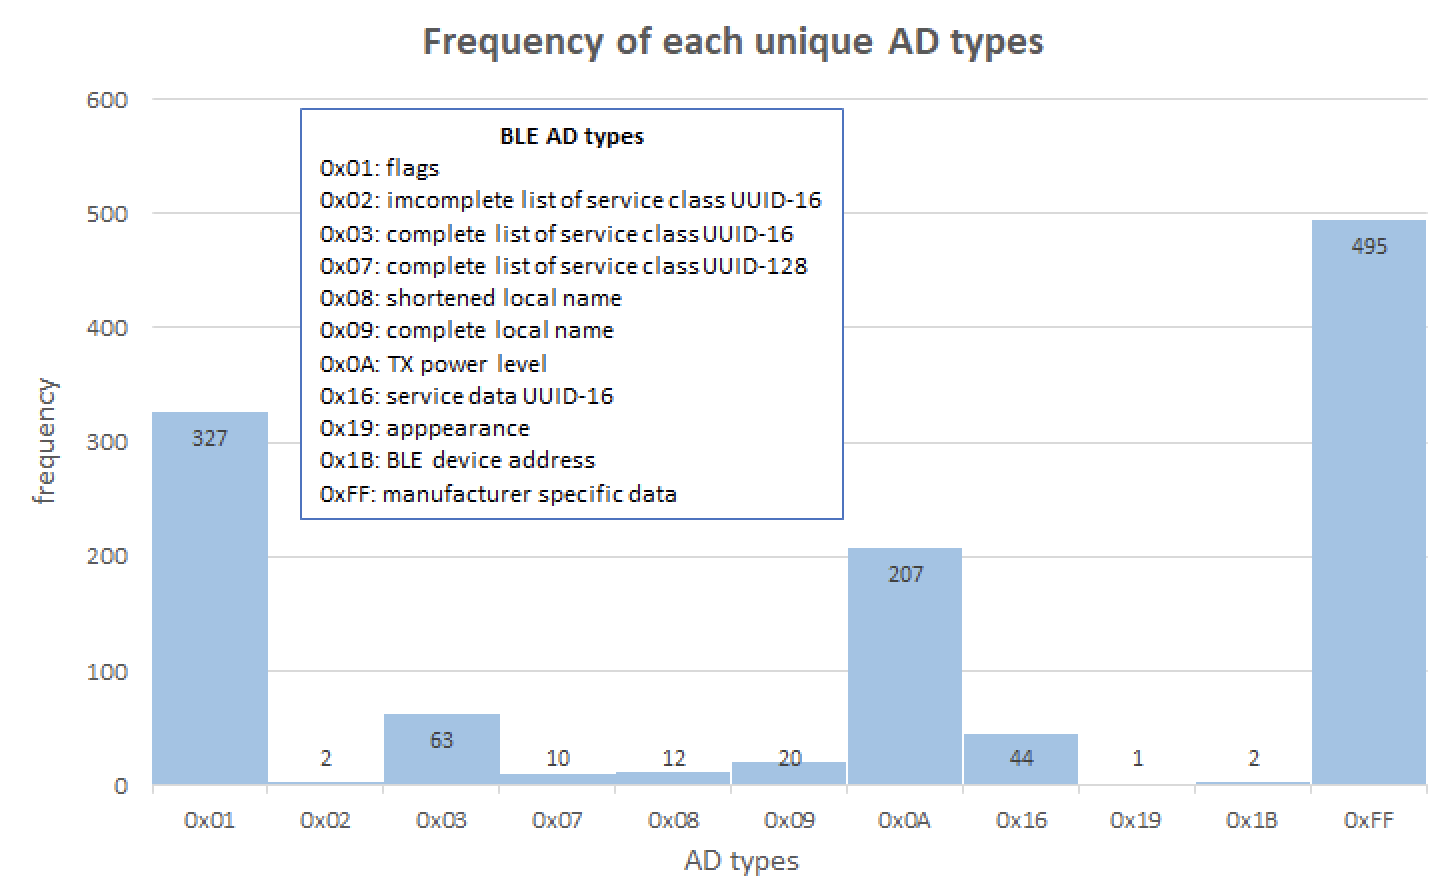 Frequency of each unique AD types
600
500
400
300
200
100
0
frequency
BLE AD types
0x01: flags
0x02: imcomplete list of service class UUID-16
0x03: complete list of service class UUID-16
0x07: complete list of service class UUID-128
0x08: shortened local name
0x09: complete local name
0x0A: TX power level
0x16: service data UUID-16
0x19: apppearance
0x1B: BLE device address
0xFF: manufacturer specific data
327 2 63 10 12 20 207 44 1 2 495
0x01 0x02 0x03 0x07 0x08 0x09 0x0A 0x16 0x19 0x1B 0xFF
AD types